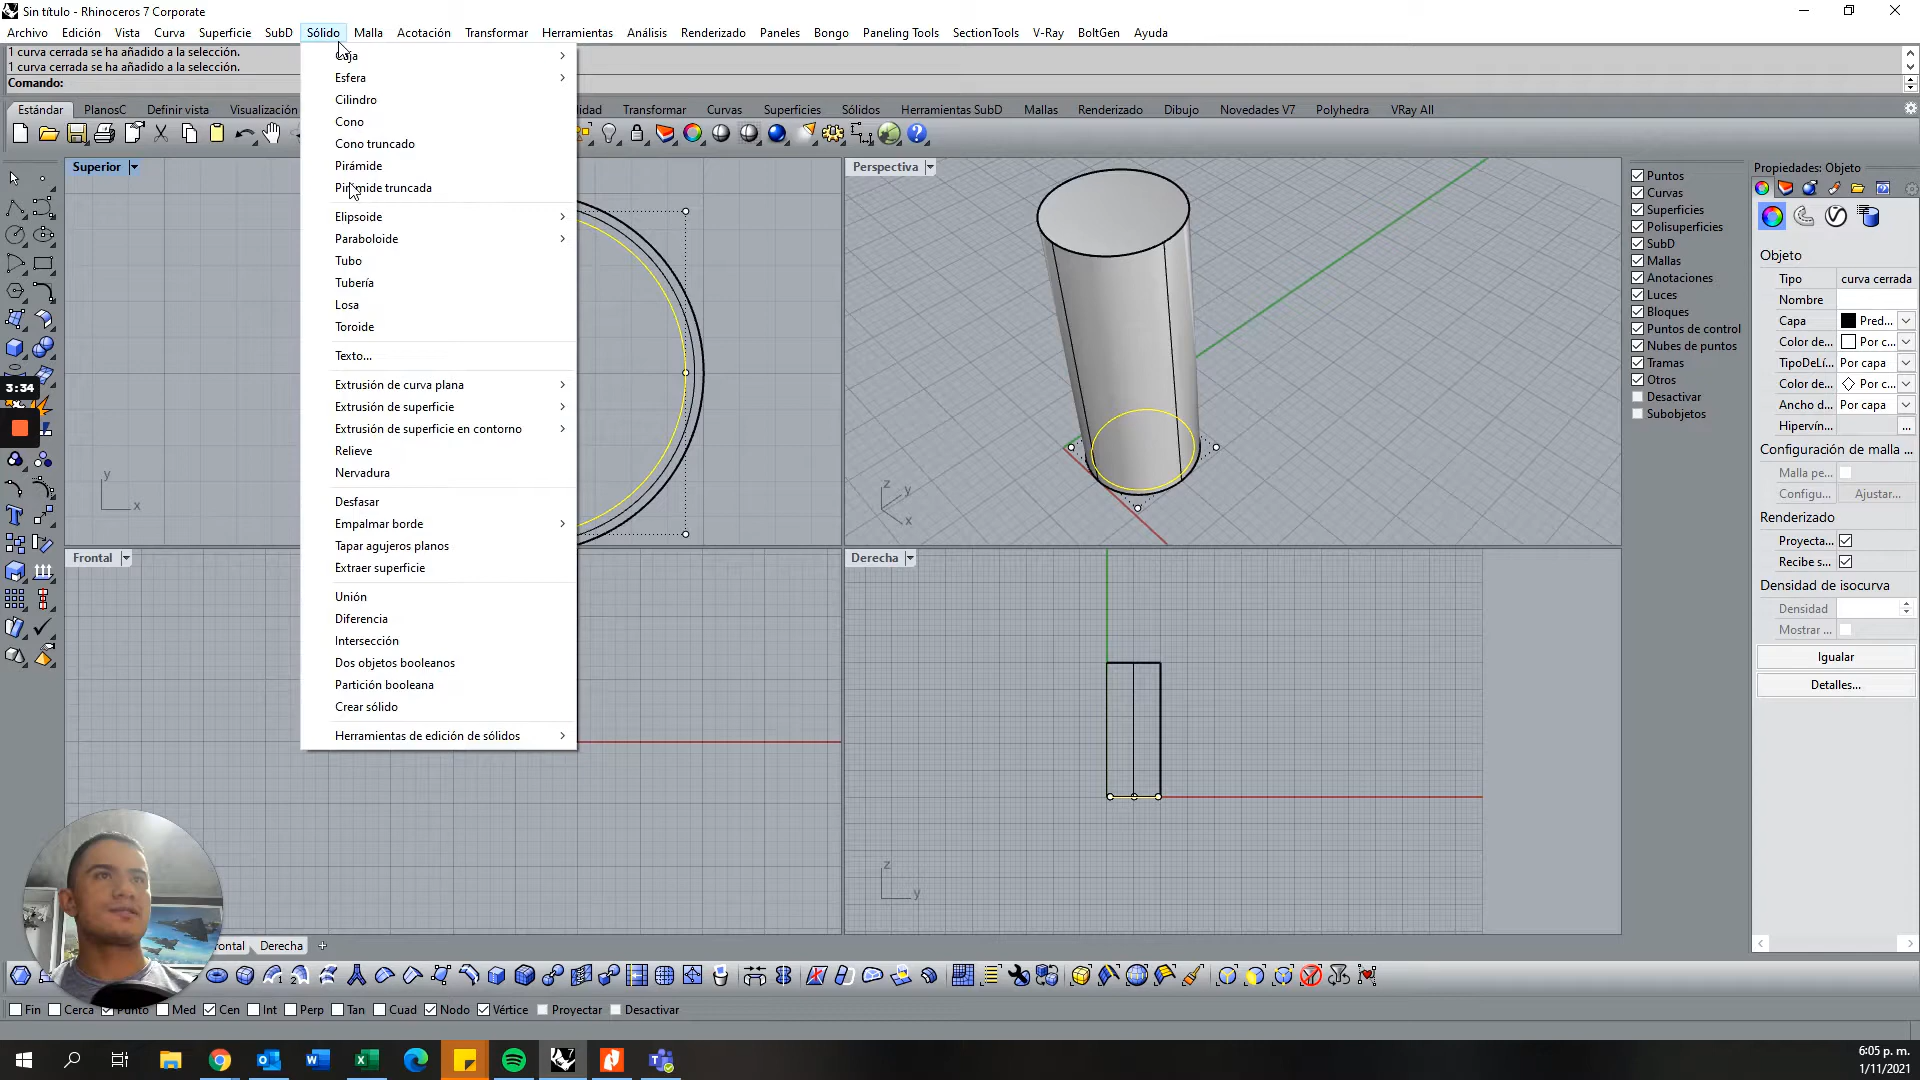 Sin título - Rhinoceros 7 Corporate
Archivo Edición Vista Curva Superficie SubD Sólido Malla Acotación Transformar Herramientas Análisis Renderizado Paneles Bongo Paneling Tools SectionTools V-Ray BoltGen Ayuda
1 curva cerrada se ha añadido a la selección.
1 curva cerrada se ha añadido a la selección.
Comando:
Estándar PlanosC Definir vista Visualización Transformar Curvas Superficies Sólidos Herramientas SubD Mallas Renderizado Dibujo Novedades V7 Polyhedra VRay All
Esfera
Cilindro
Cono
Cono truncado
Pirámide
Pirámide truncada
Elipsoide
Paraboloide
Tubo
Tubería
Losa
Toroide
Texto...
Extrusión de curva plana
Extrusión de superficie
Extrusión de superficie en contorno
Relieve
Nervadura
Desfasar
Empalmar borde
Tapar agujeros planos
Extraer superficie
Unión
Diferencia
Intersección
Dos objetos booleanos
Partición booleana
Crear sólido
Herramientas de edición de sólidos
Superior
y
x
3:34
Perspectiva
z
y
x
Frontal
Derecha
z
y
Puntos
Curvas
Superficies
Polisuperficies
SubD
Mallas
Anotaciones
Luces
Bloques
Puntos de control
Nubes de puntos
Tramas
Otros
Desactivar
Subobjetos
Propiedades: Objeto
Objeto
Tipo curva cerrada
Nombre
Capa Pred...
Color de... Por c...
TipoDeLí... Por capa
Color de... Por c...
Ancho d... Por capa
Hipervín... ...
Configuración de malla ...
Malla pe...
Configu... Ajustar...
Renderizado
Proyecta...
Recibe s...
Densidad de isocurva
Densidad
Mostrar ...
Igualar
Detalles...
Derecha
Fin Cerca Punto Med Cen Int Perp Tan Cuad Nodo Vértice Proyectar Desactivar
6:05 p. m.
1/11/2021